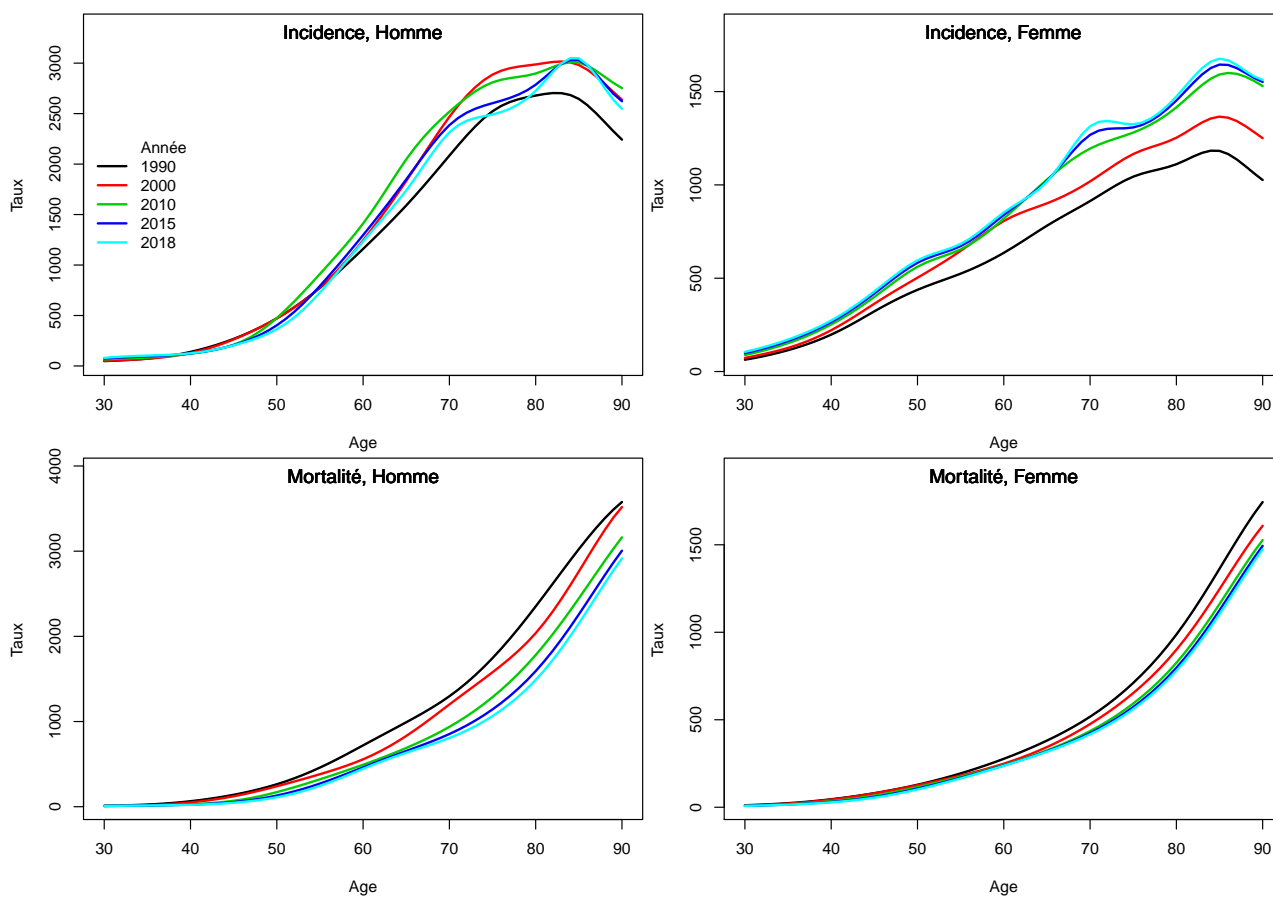 Incidence, Homme
Taux
0 500 1000 1500 2000 2500 3000
Année
1990
2000
2010
2015
2018
30 40 50 60 70 80 90
Age
Incidence, Femme
Taux
0 500 1000 1500
30 40 50 60 70 80 90
Age
Mortalité, Homme
Taux
0 1000 2000 3000 4000
30 40 50 60 70 80 90
Age
Mortalité, Femme
Taux
0 500 1000 1500
30 40 50 60 70 80 90
Age